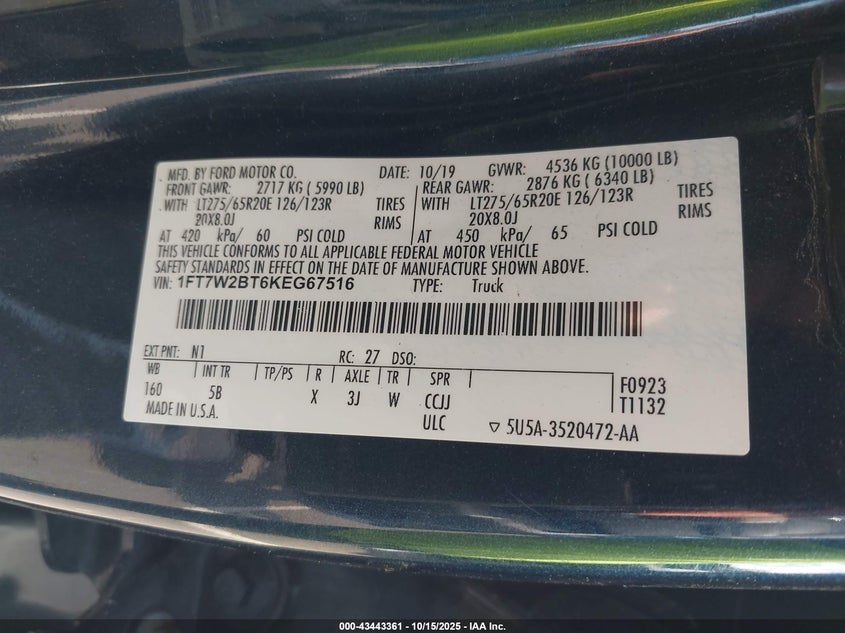 MFD. BY FORD MOTOR CO. DATE: 10/19 GVWR: 4536 KG (10000 LB)
FRONT GAWR: 2717 KG ( 5990 LB) REAR GAWR: 2876 KG ( 6340 LB)
WITH LT275/65R20E 126/123R TIRES WITH LT275/65R20E 126/123R TIRES
20X8.0J RIMS 20X8.0J RIMS
AT 420 kPa/ 60 PSI COLD AT 450 kPa/ 65 PSI COLD
THIS VEHICLE CONFORMS TO ALL APPLICABLE FEDERAL MOTOR VEHICLE
SAFETY STANDARDS IN EFFECT ON THE DATE OF MANUFACTURE SHOWN ABOVE.
VIN: 1FT7W2BT6KEG67516 TYPE: Truck
EXT PNT: N1 RC: 27 DSO:
WB INT TR TP/PS R AXLE TR SPR F0923
160 5B X 3J W CCJJ T1132
MADE IN U.S.A. ULC ▽ 5U5A-3520472-AA
000-43443361 - 10/15/2025 - IAA Inc.